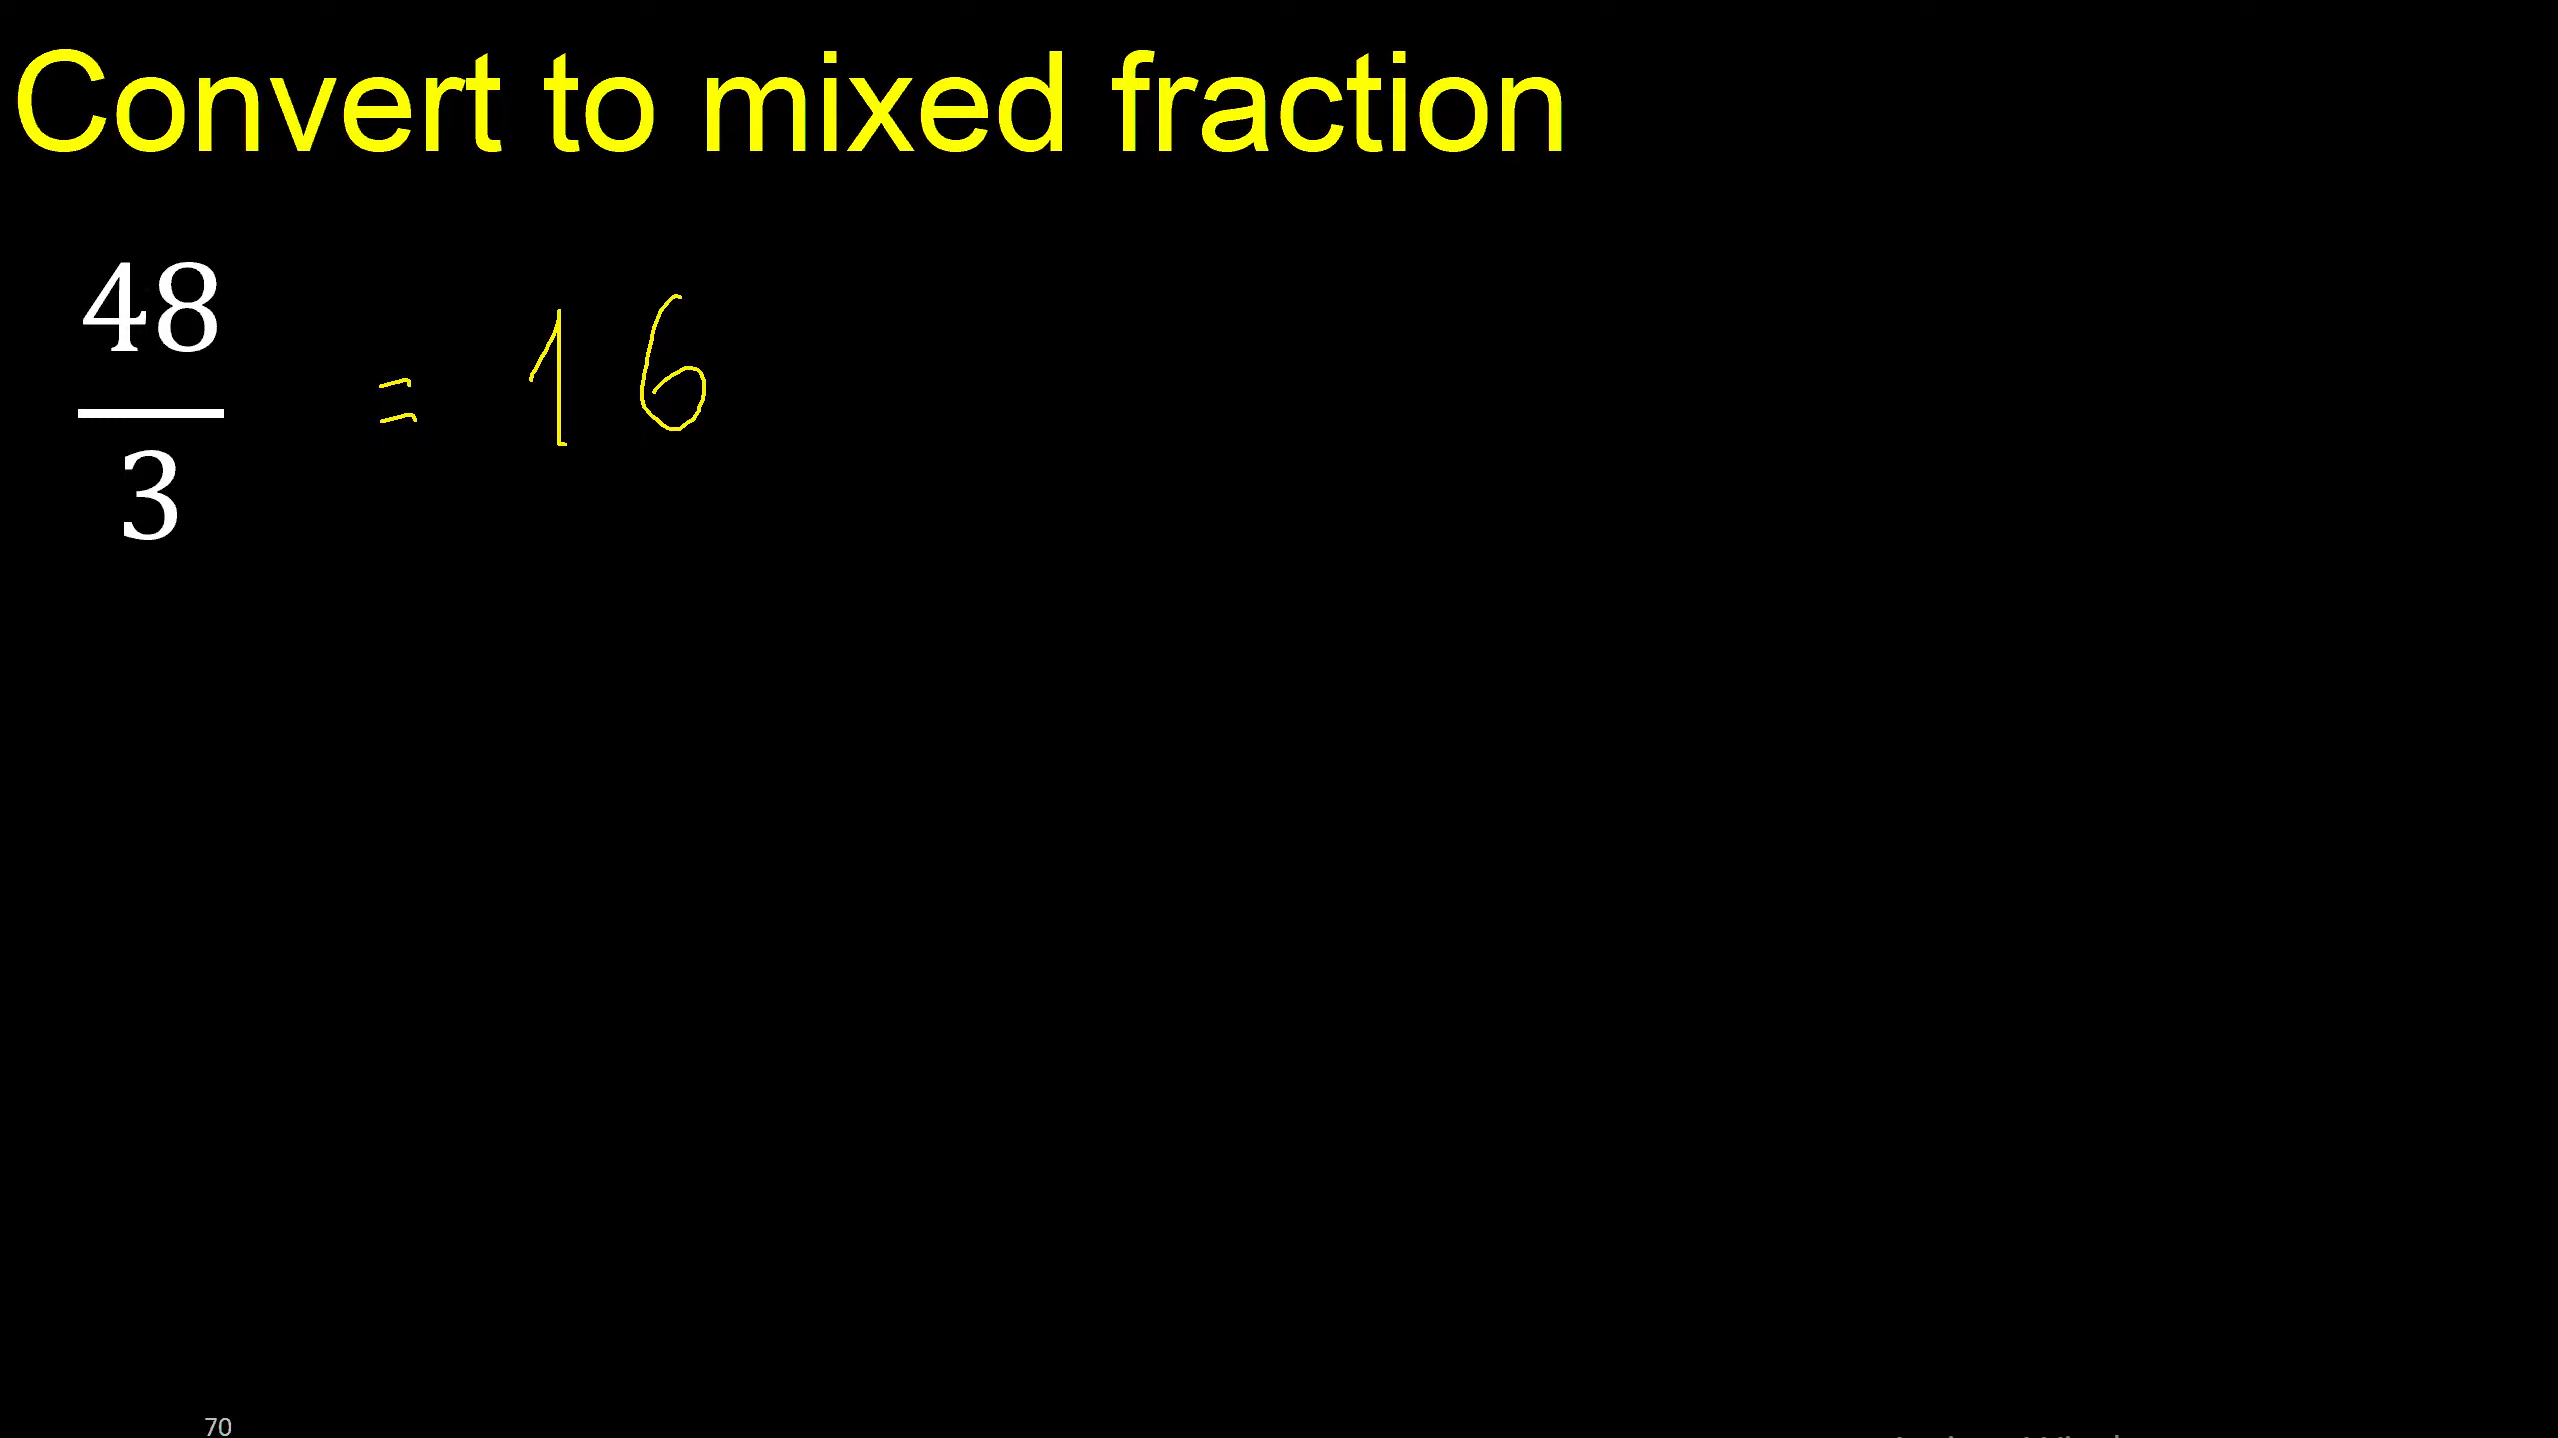 Convert to mixed fraction
48
3
= 16
70